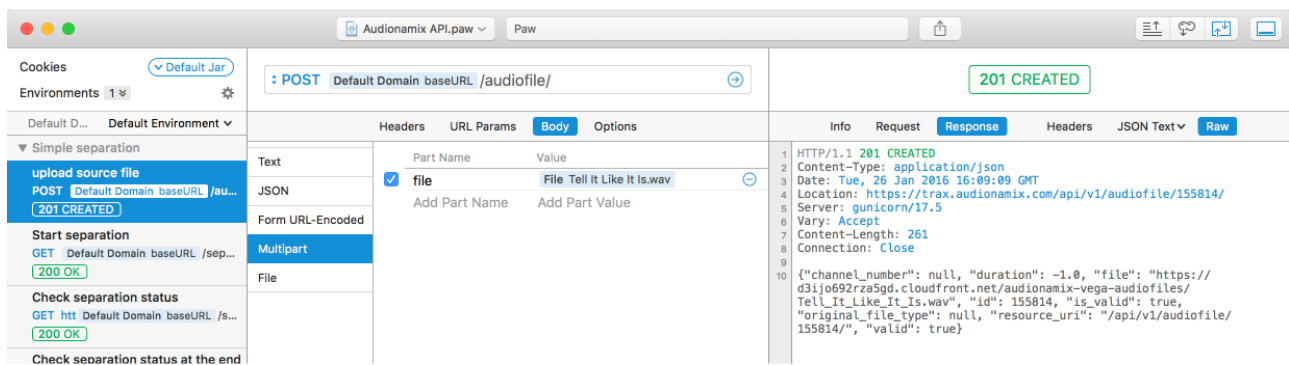 Audionamix API.paw
Paw
Cookies
Default Jar
Environments 1
Default D... Default Environment
Simple separation
upload source file
POST Default Domain baseURL /au...
201 CREATED
Start separation
GET Default Domain baseURL /sep...
200 OK
Check separation status
GET htt Default Domain baseURL /s...
200 OK
Check separation status at the end
POST Default Domain baseURL /audiofile/
Headers URL Params Body Options
Text
JSON
Form URL-Encoded
Multipart
File
Part Name Value
file File Tell It Like It Is.wav
Add Part Name Add Part Value
201 CREATED
Info Request Response Headers JSON Text Raw
1 HTTP/1.1 201 CREATED
2 Content-Type: application/json
3 Date: Tue, 26 Jan 2016 16:09:09 GMT
4 Location: https://trax.audionamix.com/api/v1/audiofile/155814/
5 Server: gunicorn/17.5
6 Vary: Accept
7 Content-Length: 261
8 Connection: Close
9
10 {"channel_number": null, "duration": -1.0, "file": "https://
d3ijo692rza5gd.cloudfront.net/audionamix-vega-audiofiles/
Tell_It_Like_It_Is.wav", "id": 155814, "is_valid": true,
"original_file_type": null, "resource_uri": "/api/v1/audiofile/
155814/", "valid": true}